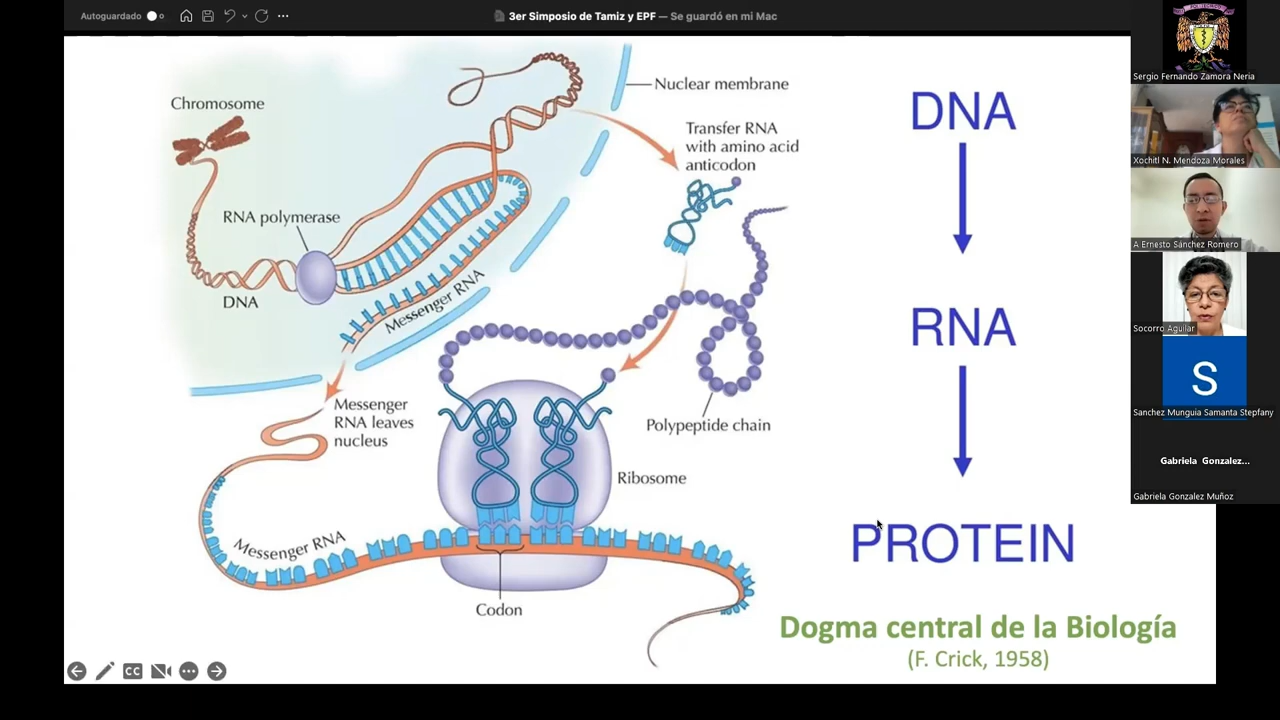 Autoguardado
3er Simposio de Tamiz y EPF — Se guardó en mi Mac
Chromosome
RNA polymerase
DNA
Messenger RNA
Nuclear membrane
Transfer RNA
with amino acid
anticodon
Messenger
RNA leaves
nucleus
Polypeptide chain
Ribosome
Messenger RNA
Codon
DNA
RNA
PROTEIN
Dogma central de la Biología
(F. Crick, 1958)
CC
Sergio Fernando Zamora Neria
Xochitl N. Mendoza Morales
A Ernesto Sánchez Romero
Socorro Aguilar
S
Sanchez Munguia Samanta Stepfany
Gabriela Gonzalez...
Gabriela Gonzalez Muñoz